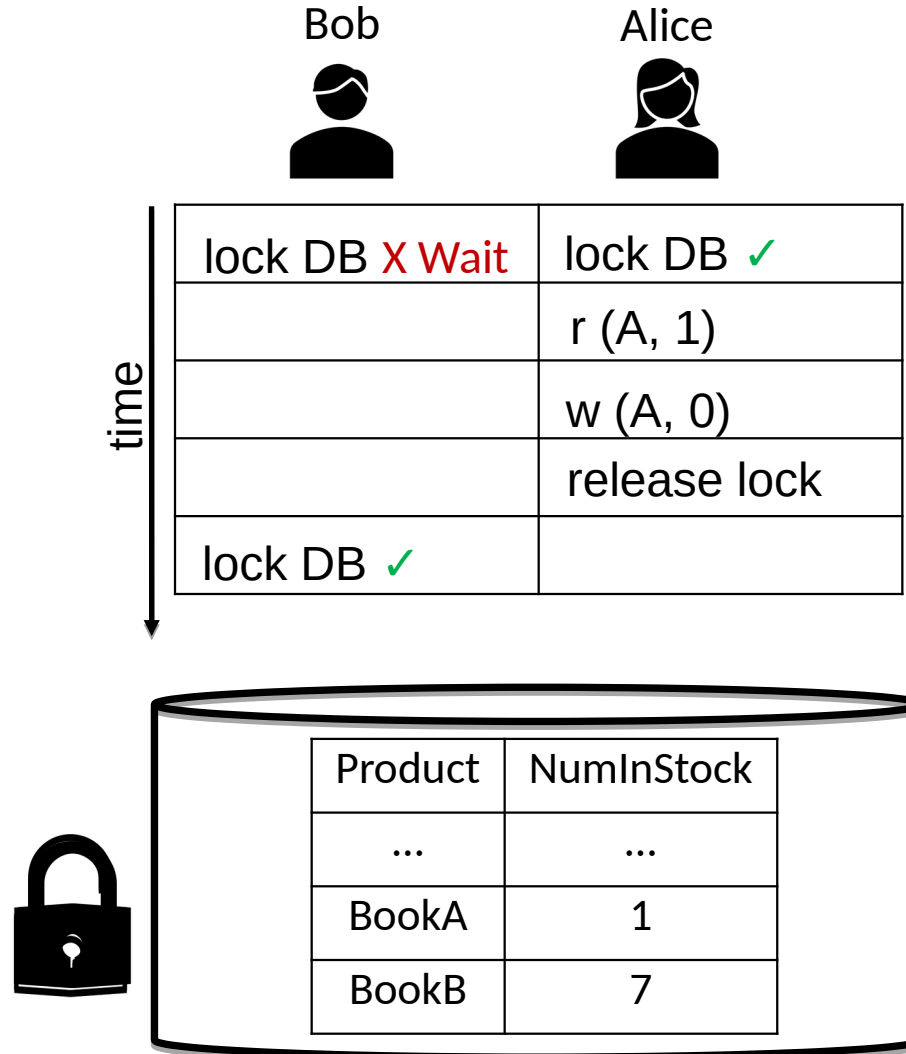 Bob Alice
lock DB X Wait lock DB ✓
r (A, 1)
w (A, 0)
release lock
lock DB ✓
time
Product NumInStock
... ...
BookA 1
BookB 7